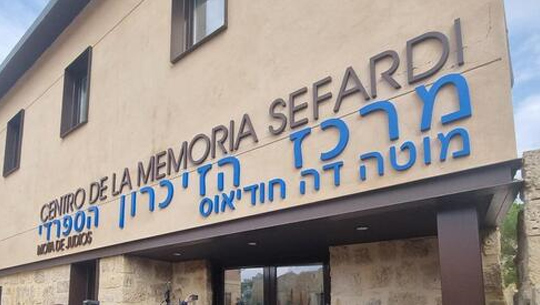 CENTRO DE LA MEMORIA SEFARDI
מרכז הזיכרון הספרדי
מוטה דה חודיאוס
MOTA DE JUDIOS